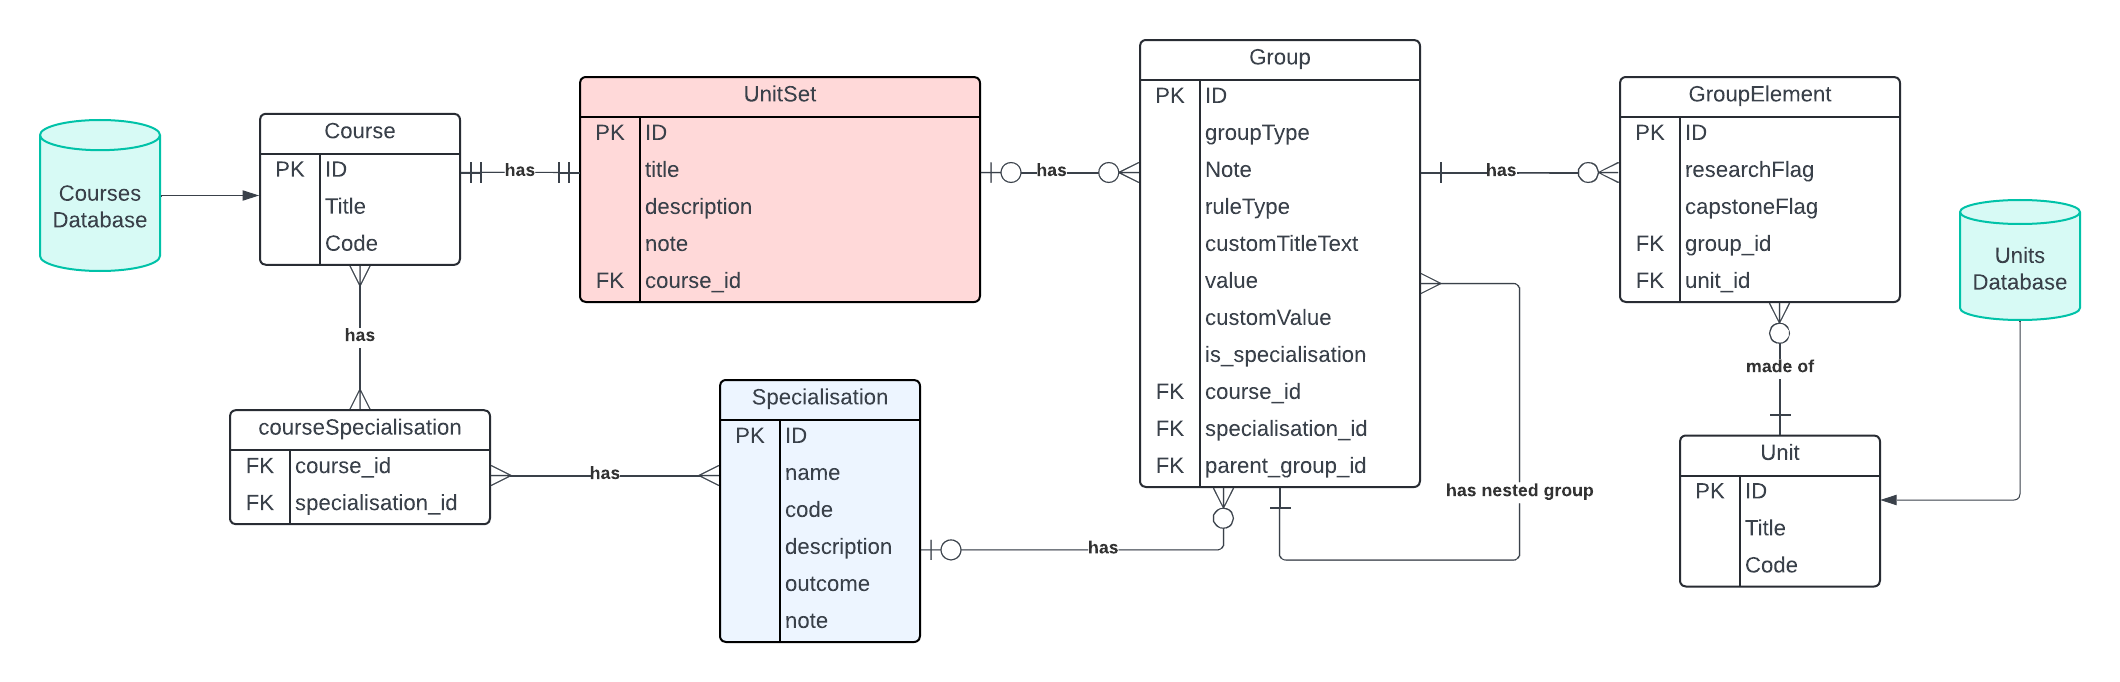 Courses
Database
Course
PK ID
Title
Code
has
UnitSet
PK ID
title
description
note
FK course_id
has
Group
PK ID
groupType
Note
ruleType
customTitleText
value
customValue
is_specialisation
FK course_id
FK specialisation_id
FK parent_group_id
has
GroupElement
PK ID
researchFlag
capstoneFlag
FK group_id
FK unit_id
Units
Database
has
made of
courseSpecialisation
FK course_id
FK specialisation_id
has
Specialisation
PK ID
name
code
description
outcome
note
has
has nested group
Unit
PK ID
Title
Code